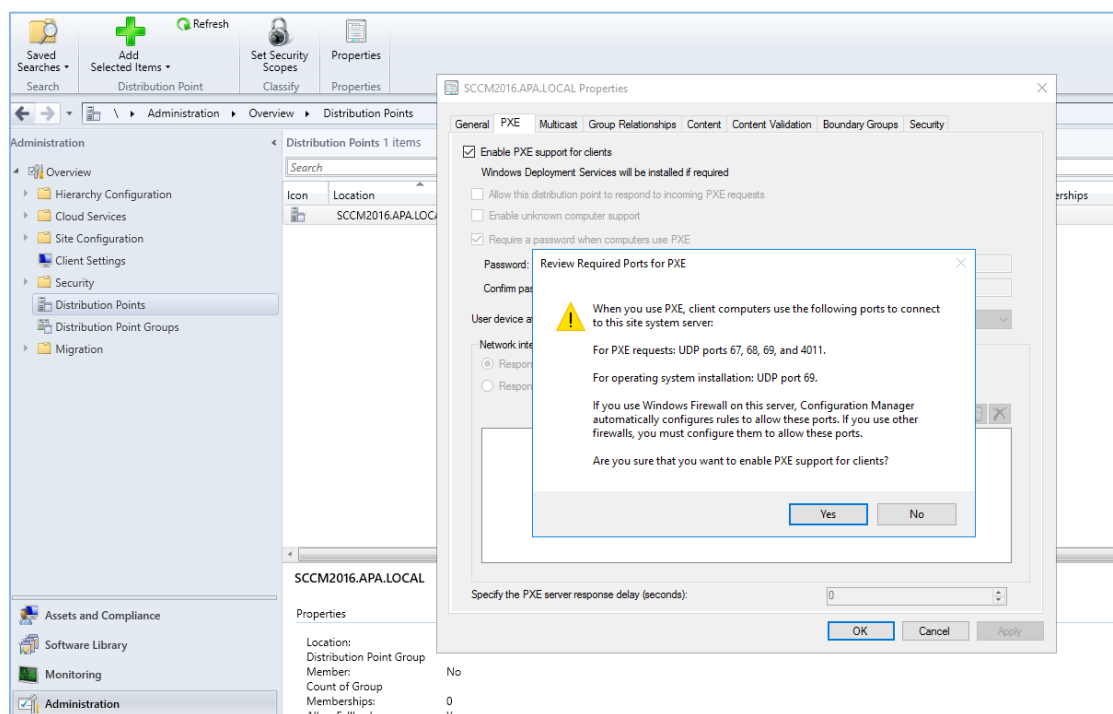 Saved Searches
Add Selected Items
Refresh
Set Security Scopes
Properties
Search
Distribution Point
Classify
Properties
\ Administration Overview Distribution Points
Administration
Overview
Hierarchy Configuration
Cloud Services
Site Configuration
Client Settings
Security
Distribution Points
Distribution Point Groups
Migration
Distribution Points 1 items
Search
Icon Location
SCCM2016.APA.LOCA
SCCM2016.APA.LOCAL Properties
General PXE Multicast Group Relationships Content Content Validation Boundary Groups Security
Enable PXE support for clients
Windows Deployment Services will be installed if required
Allow this distribution point to respond to incoming PXE requests
Enable unknown computer support
Require a password when computers use PXE
Password:
Confirm pas
User device a
Network inte
Respon
Respon
Review Required Ports for PXE
When you use PXE, client computers use the following ports to connect
to this site system server:
For PXE requests: UDP ports 67, 68, 69, and 4011.
For operating system installation: UDP port 69.
If you use Windows Firewall on this server, Configuration Manager
automatically configures rules to allow these ports. If you use other
firewalls, you must configure them to allow these ports.
Are you sure that you want to enable PXE support for clients?
Yes No
Specify the PXE server response delay (seconds): 0
OK Cancel Apply
erships
SCCM2016.APA.LOCAL
Properties
Location:
Distribution Point Group
Member: No
Count of Group
Memberships: 0
Assets and Compliance
Software Library
Monitoring
Administration